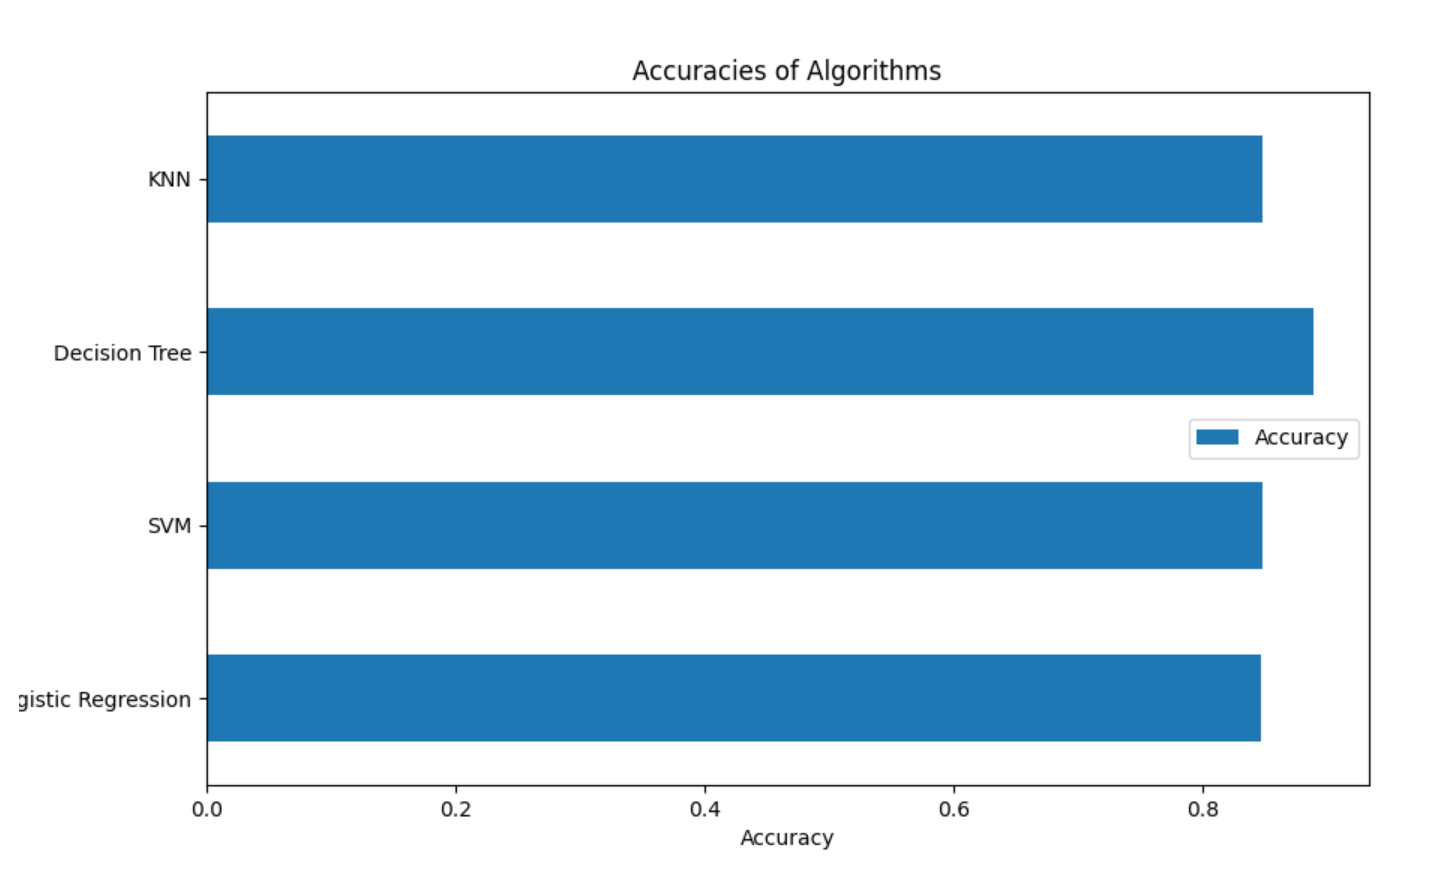 Accuracies of Algorithms
KNN
Decision Tree
Accuracy
SVM
gistic Regression
0.0 0.2 0.4 0.6 0.8
Accuracy